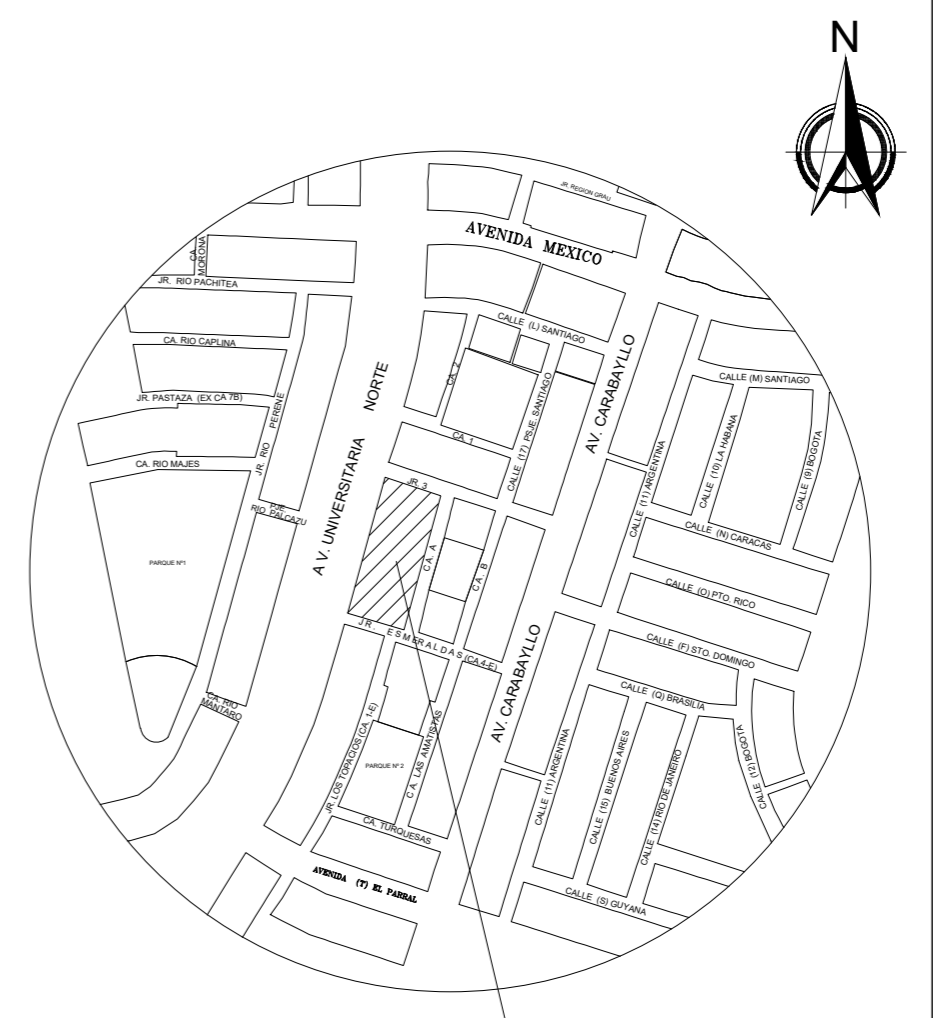 N
JR. REGION GRAU
AVENIDA MEXICO
CA.
MORONA
JR. RIO PACHITEA
CALLE (L) SANTIAGO
CA. RIO CAPLINA
CA. 2
CALLE (M) SANTIAGO
JR. PASTAZA (EX CA 7B)
AV. UNIVERSITARIA NORTE
AV. CARABAYLLO
CALLE (17) PSJE. SANTIAGO
CA. 1
JR. RIO PERENE
CALLE (11) ARGENTINA
CALLE (10) LA HABANA
CALLE (9) BOGOTA
CA. RIO MAJES
JR. 3
PJE.
RIO PALCAZU
CALLE (N) CARACAS
PARQUE Nº1
CA. A
CA. B
CALLE (O) PTO. RICO
JR. ESMERALDAS (CA.4-E)
CALLE (F) STO. DOMINGO
AV. CARABAYLLO
CALLE (Q) BRASILIA
CA. RIO
MANTARO
JR. LOS TOPACIOS (CA. 1-E)
PARQUE Nº 2
CA. LAS AMATISTAS
CALLE (11) ARGENTINA
CALLE (15) BUENOS AIRES
CALLE (14) RIO DE JANEIRO
CALLE (12) BOGOTA
CA. TURQUESAS
AVENIDA (T) EL PARRAL
CALLE (S) GUYANA